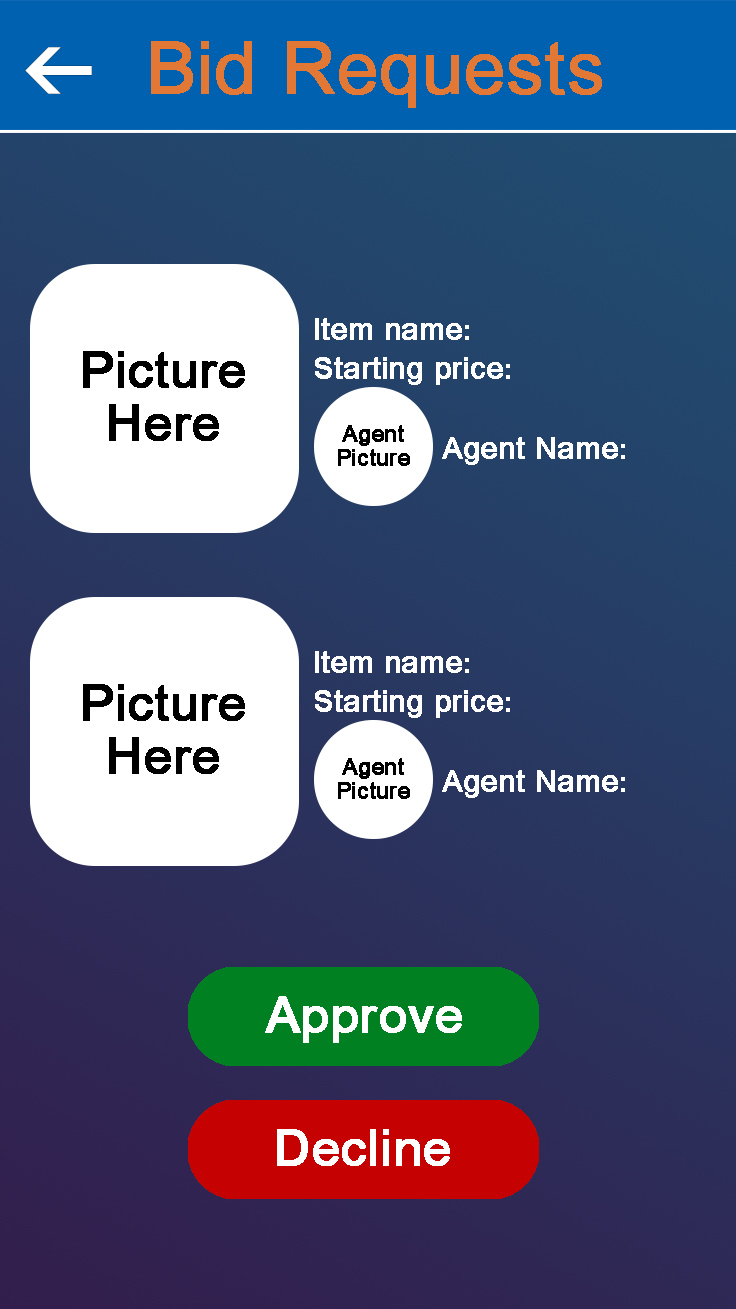 Bid Requests
Picture
Here
Item name:
Starting price:
Agent
Picture
Agent Name:
Picture
Here
Item name:
Starting price:
Agent
Picture
Agent Name:
Approve
Decline